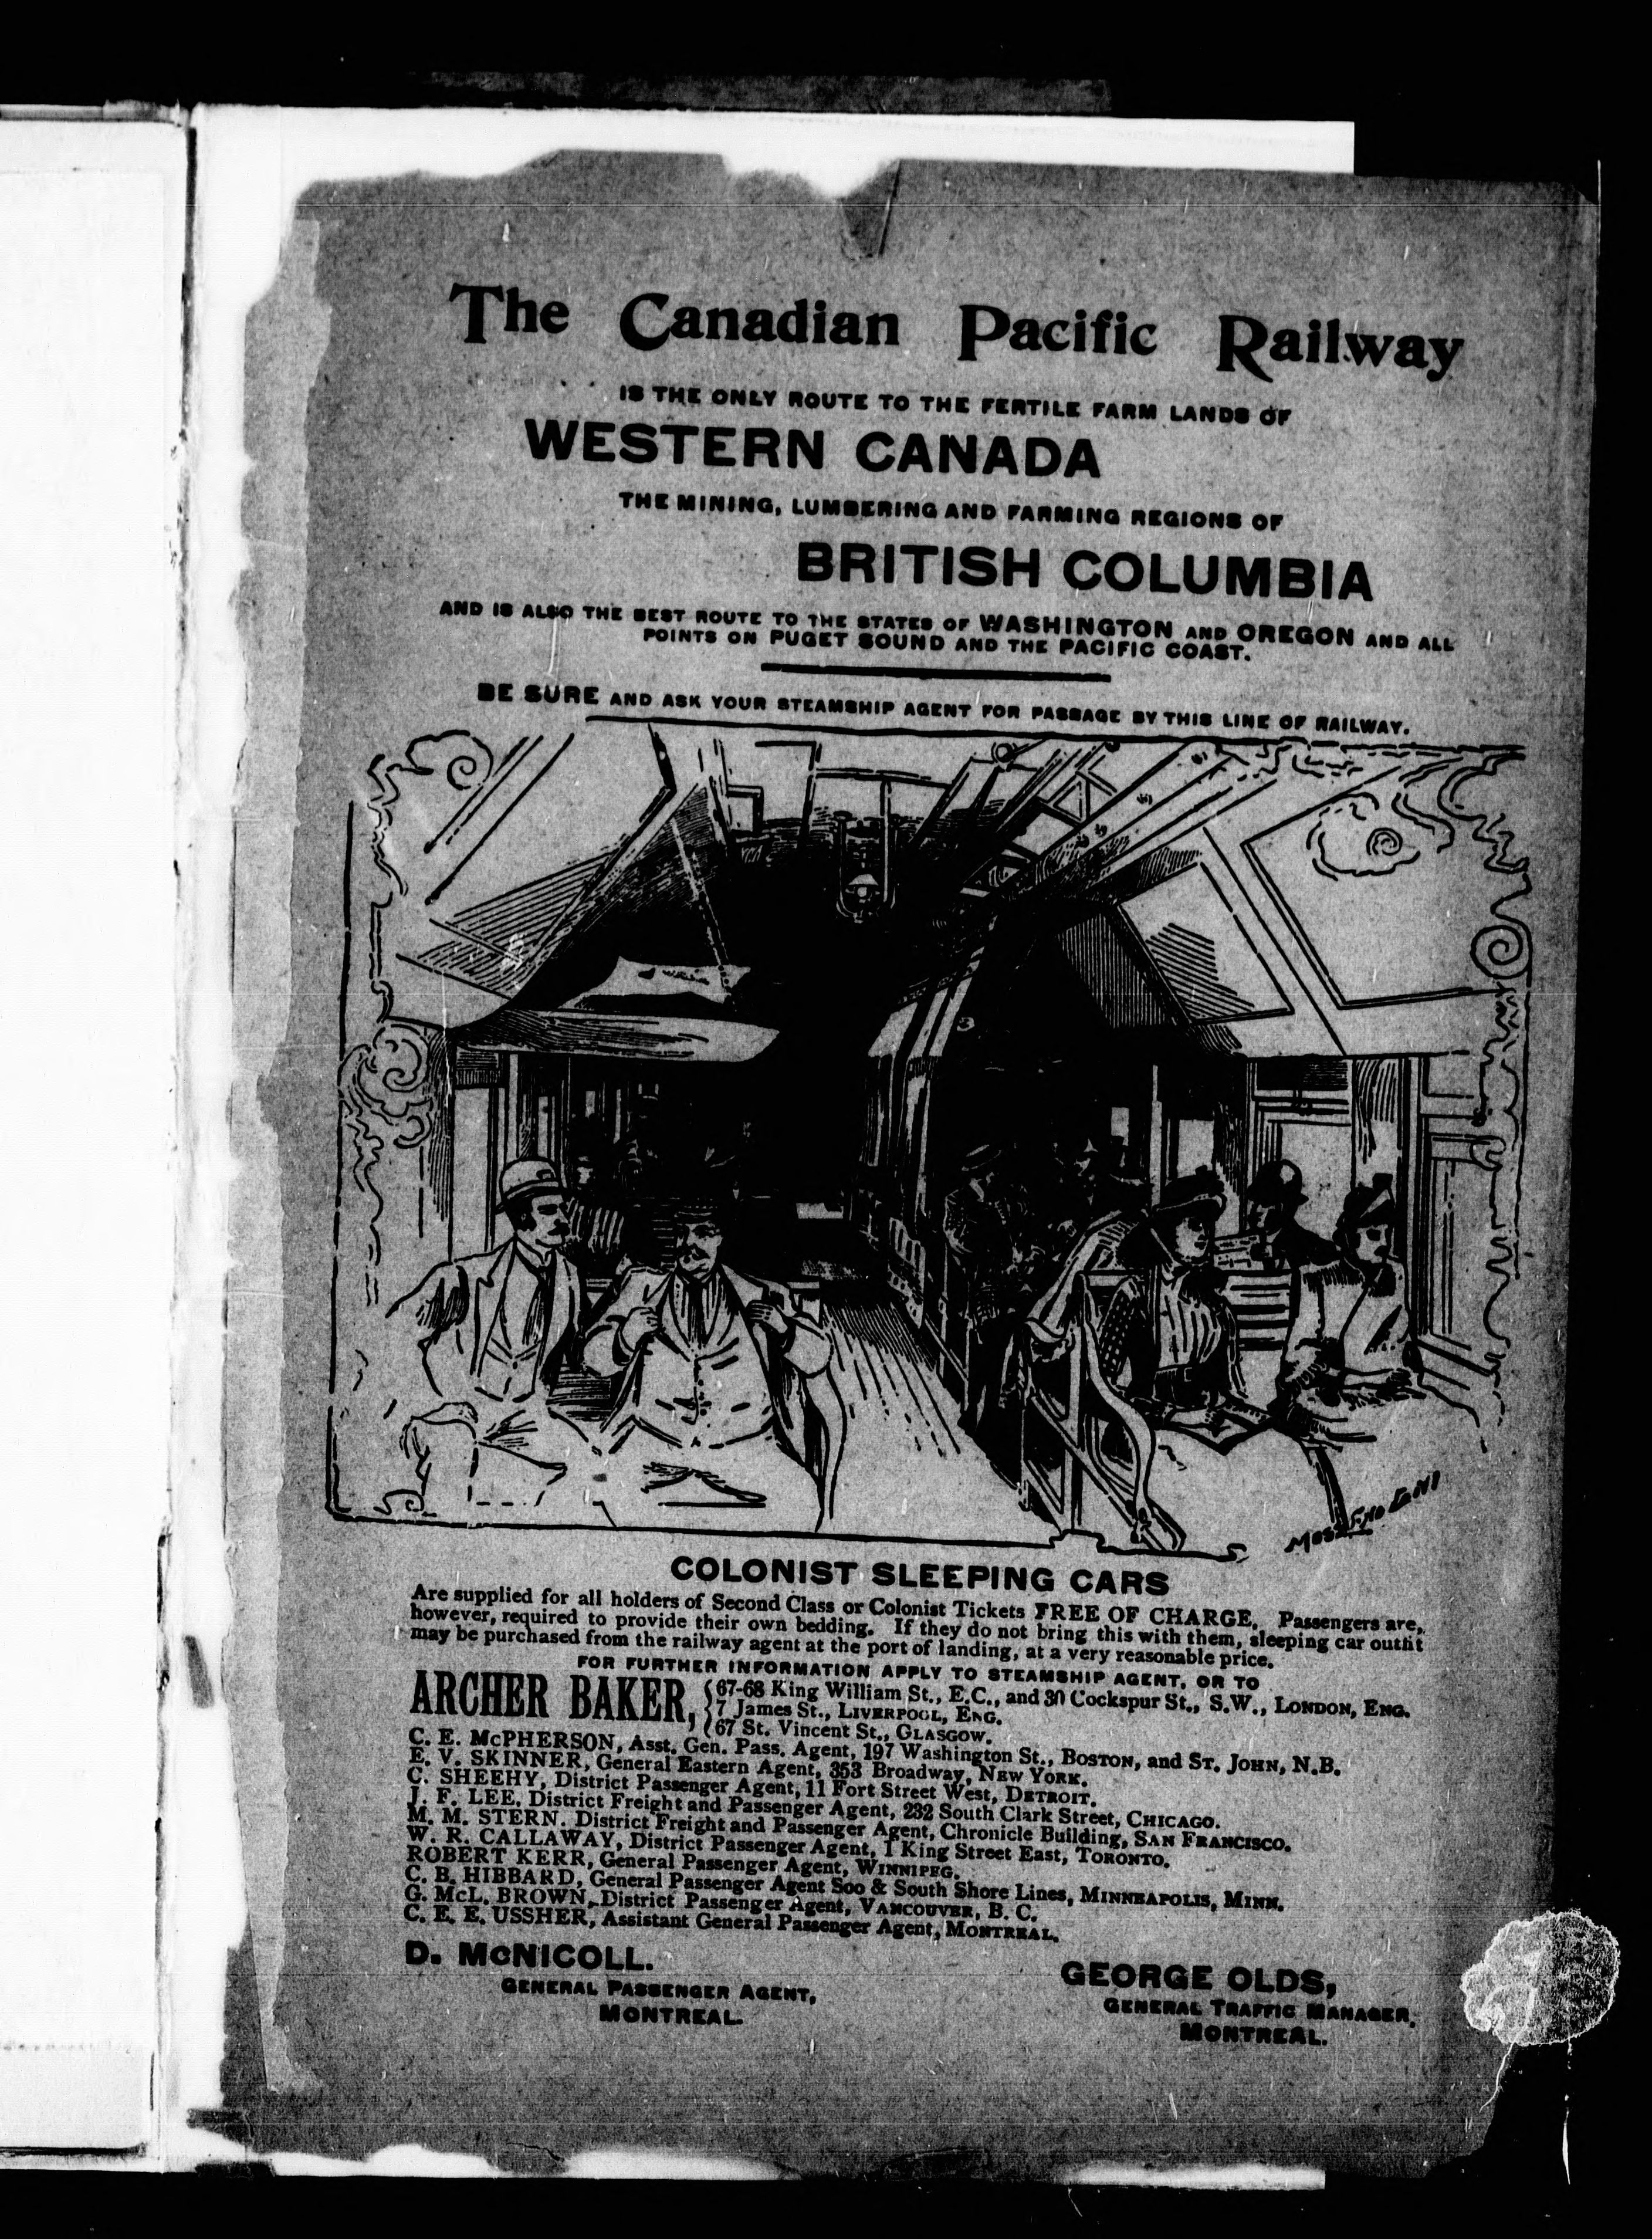 The Canadian Pacific Railway
IS THE ONLY ROUTE TO THE FERTILE FARM LANDS OF
WESTERN CANADA
THE MINING, LUMBERING AND FARMING REGIONS OF
BRITISH COLUMBIA
AND IS ALSO THE BEST ROUTE TO THE STATES OF WASHINGTON AND OREGON AND ALL
POINTS ON PUGET SOUND AND THE PACIFIC COAST.
BE SURE AND ASK YOUR STEAMSHIP AGENT FOR PASSAGE BY THIS LINE OF RAILWAY.
COLONIST SLEEPING CARS
Are supplied for all holders of Second Class or Colonist Tickets FREE OF CHARGE. Passengers are,
however, required to provide their own bedding. If they do not bring this with them, sleeping car outfit
may be purchased from the railway agent at the port of landing, at a very reasonable price.
FOR FURTHER INFORMATION APPLY TO STEAMSHIP AGENT, OR TO
ARCHER BAKER, 67-68 King William St., E.C., and 30 Cockspur St., S.W., LONDON, ENG.
7 James St., LIVERPOOL, ENG.
67 St. Vincent St., GLASGOW.
C. E. McPHERSON, Asst. Gen. Pass. Agent, 197 Washington St., BOSTON, and ST. JOHN, N.B.
E. V. SKINNER, General Eastern Agent, 353 Broadway, NEW YORK.
C. SHEEHY, District Passenger Agent, 11 Fort Street West, DETROIT.
J. F. LEE, District Freight and Passenger Agent, 232 South Clark Street, CHICAGO.
M. M. STERN. District Freight and Passenger Agent, Chronicle Building, SAN FRANCISCO.
W. R. CALLAWAY, District Passenger Agent, 1 King Street East, TORONTO.
ROBERT KERR, General Passenger Agent, WINNIPEG.
C. B. HIBBARD, General Passenger Agent Soo & South Shore Lines, MINNEAPOLIS, MINN.
G. McL. BROWN, District Passenger Agent, VANCOUVER, B. C.
C. E. E. USSHER, Assistant General Passenger Agent, MONTREAL.
D. McNICOLL.
GENERAL PASSENGER AGENT,
MONTREAL.
GEORGE OLDS,
GENERAL TRAFFIC MANAGER,
MONTREAL.